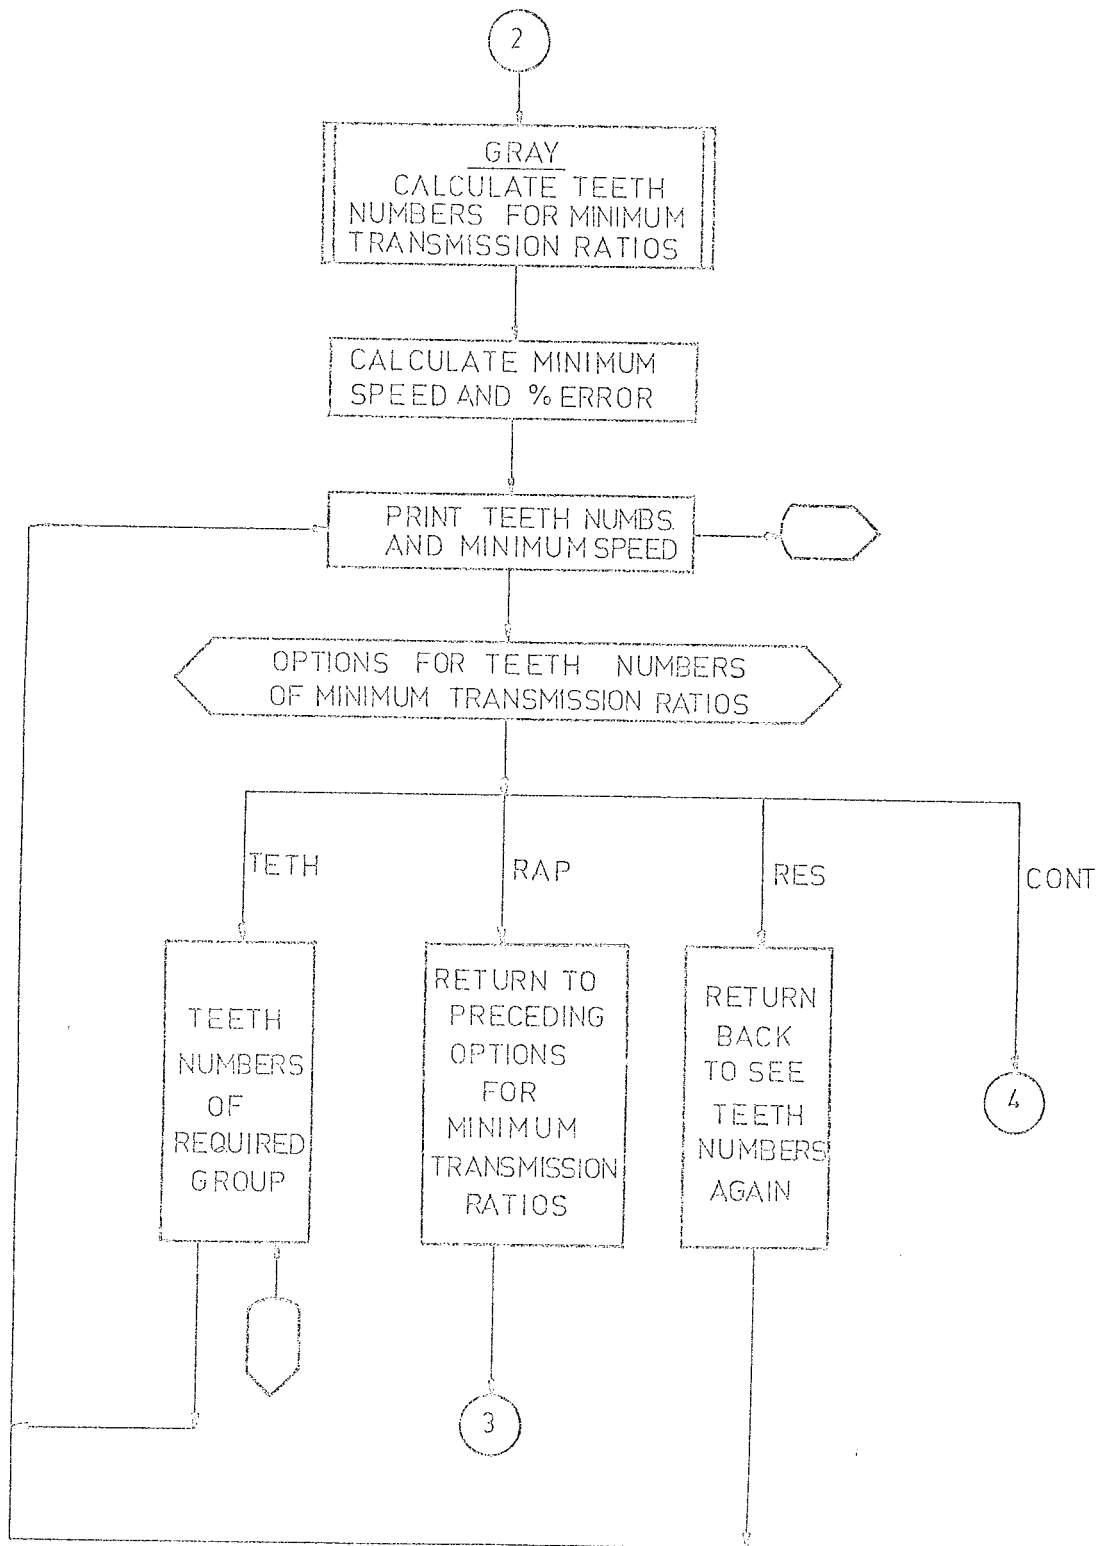 2
GRAY
CALCULATE TEETH
NUMBERS FOR MINIMUM
TRANSMISSION RATIOS
CALCULATE MINIMUM
SPEED AND % ERROR
PRINT TEETH NUMBS.
AND MINIMUM SPEED
OPTIONS FOR TEETH NUMBERS
OF MINIMUM TRANSMISSION RATIOS
TETH
RAP
RES
CONT
TEETH
NUMBERS
OF
REQUIRED
GROUP
RETURN TO
PRECEDING
OPTIONS
FOR
MINIMUM
TRANSMISSION
RATIOS
RETURN
BACK
TO SEE
TEETH
NUMBERS
AGAIN
4
3